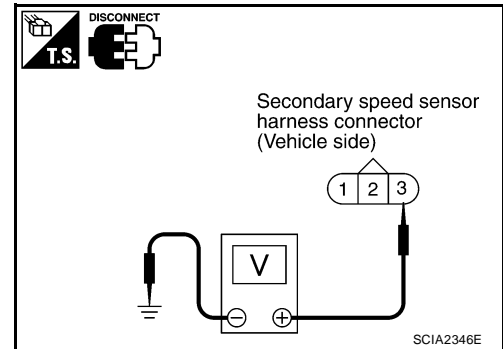 DISCONNECT
T.S.
Secondary speed sensor
harness connector
(Vehicle side)
1 2 3
V
− +
SCIA2346E